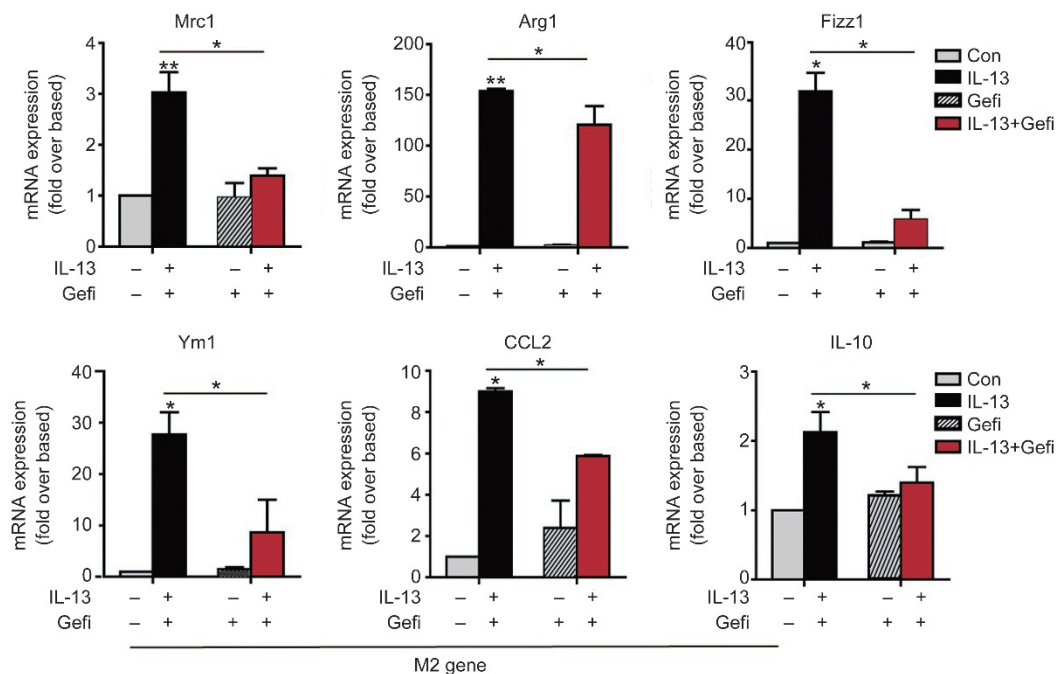 Mrc1
mRNA expression
(fold over based)
4
3
2
1
0
*
**
IL-13 – + – +
Gefi – + + +
Arg1
mRNA expression
(fold over based)
200
150
100
50
0
*
**
IL-13 – + – +
Gefi – + + +
Fizz1
mRNA expression
(fold over based)
40
30
20
10
0
*
*
IL-13 – + – +
Gefi – + + +
Con
IL-13
Gefi
IL-13+Gefi
Ym1
mRNA expression
(fold over based)
40
30
20
10
0
*
*
IL-13 – + – +
Gefi – + + +
CCL2
mRNA expression
(fold over based)
10
8
6
4
2
0
*
*
IL-13 – + – +
Gefi – + + +
IL-10
mRNA expression
(fold over based)
3
2
1
0
*
*
IL-13 – + – +
Gefi – + + +
Con
IL-13
Gefi
IL-13+Gefi
M2 gene